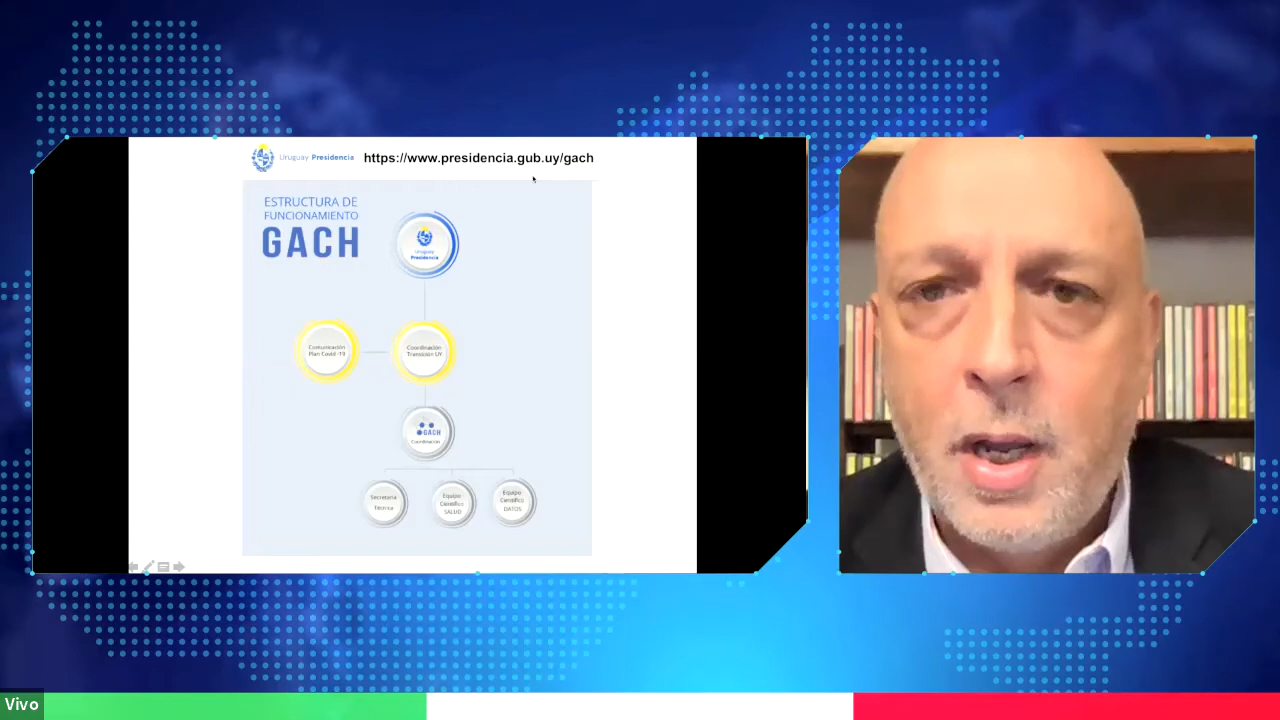 Uruguay Presidencia
https://www.presidencia.gub.uy/gach
ESTRUCTURA DE
FUNCIONAMIENTO
GACH
Uruguay
Presidencia
Comunicación
Plan Covid-19
Coordinación
Transición UY
GACH
Coordinación
Secretaría
Técnica
Equipo
Científico
SALUD
Equipo
Científico
DATOS
Vivo